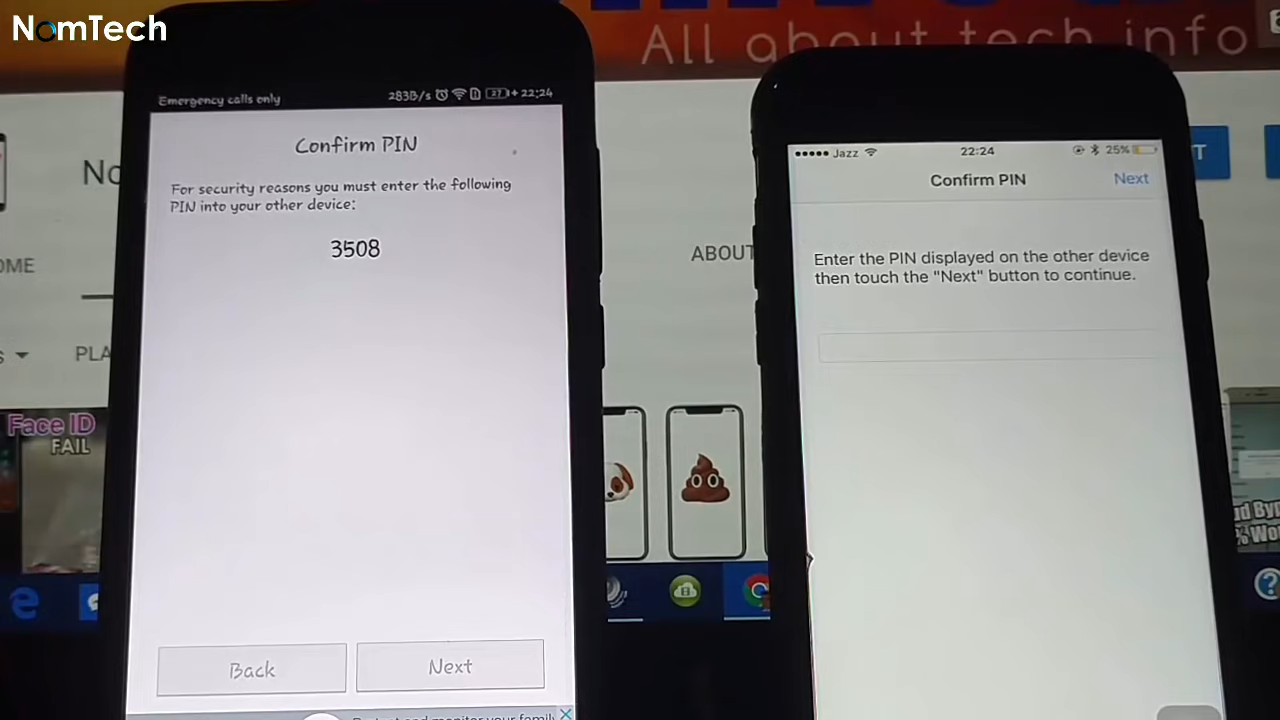 NomTech
All about tech info
Emergency calls only
283B/s
27
22:24
Confirm PIN
For security reasons you must enter the following
PIN into your other device:
3508
Back
Next
Jazz
22:24
25%
Confirm PIN
Next
Enter the PIN displayed on the other device
then touch the "Next" button to continue.
No
ABOUT
Face ID
FAIL